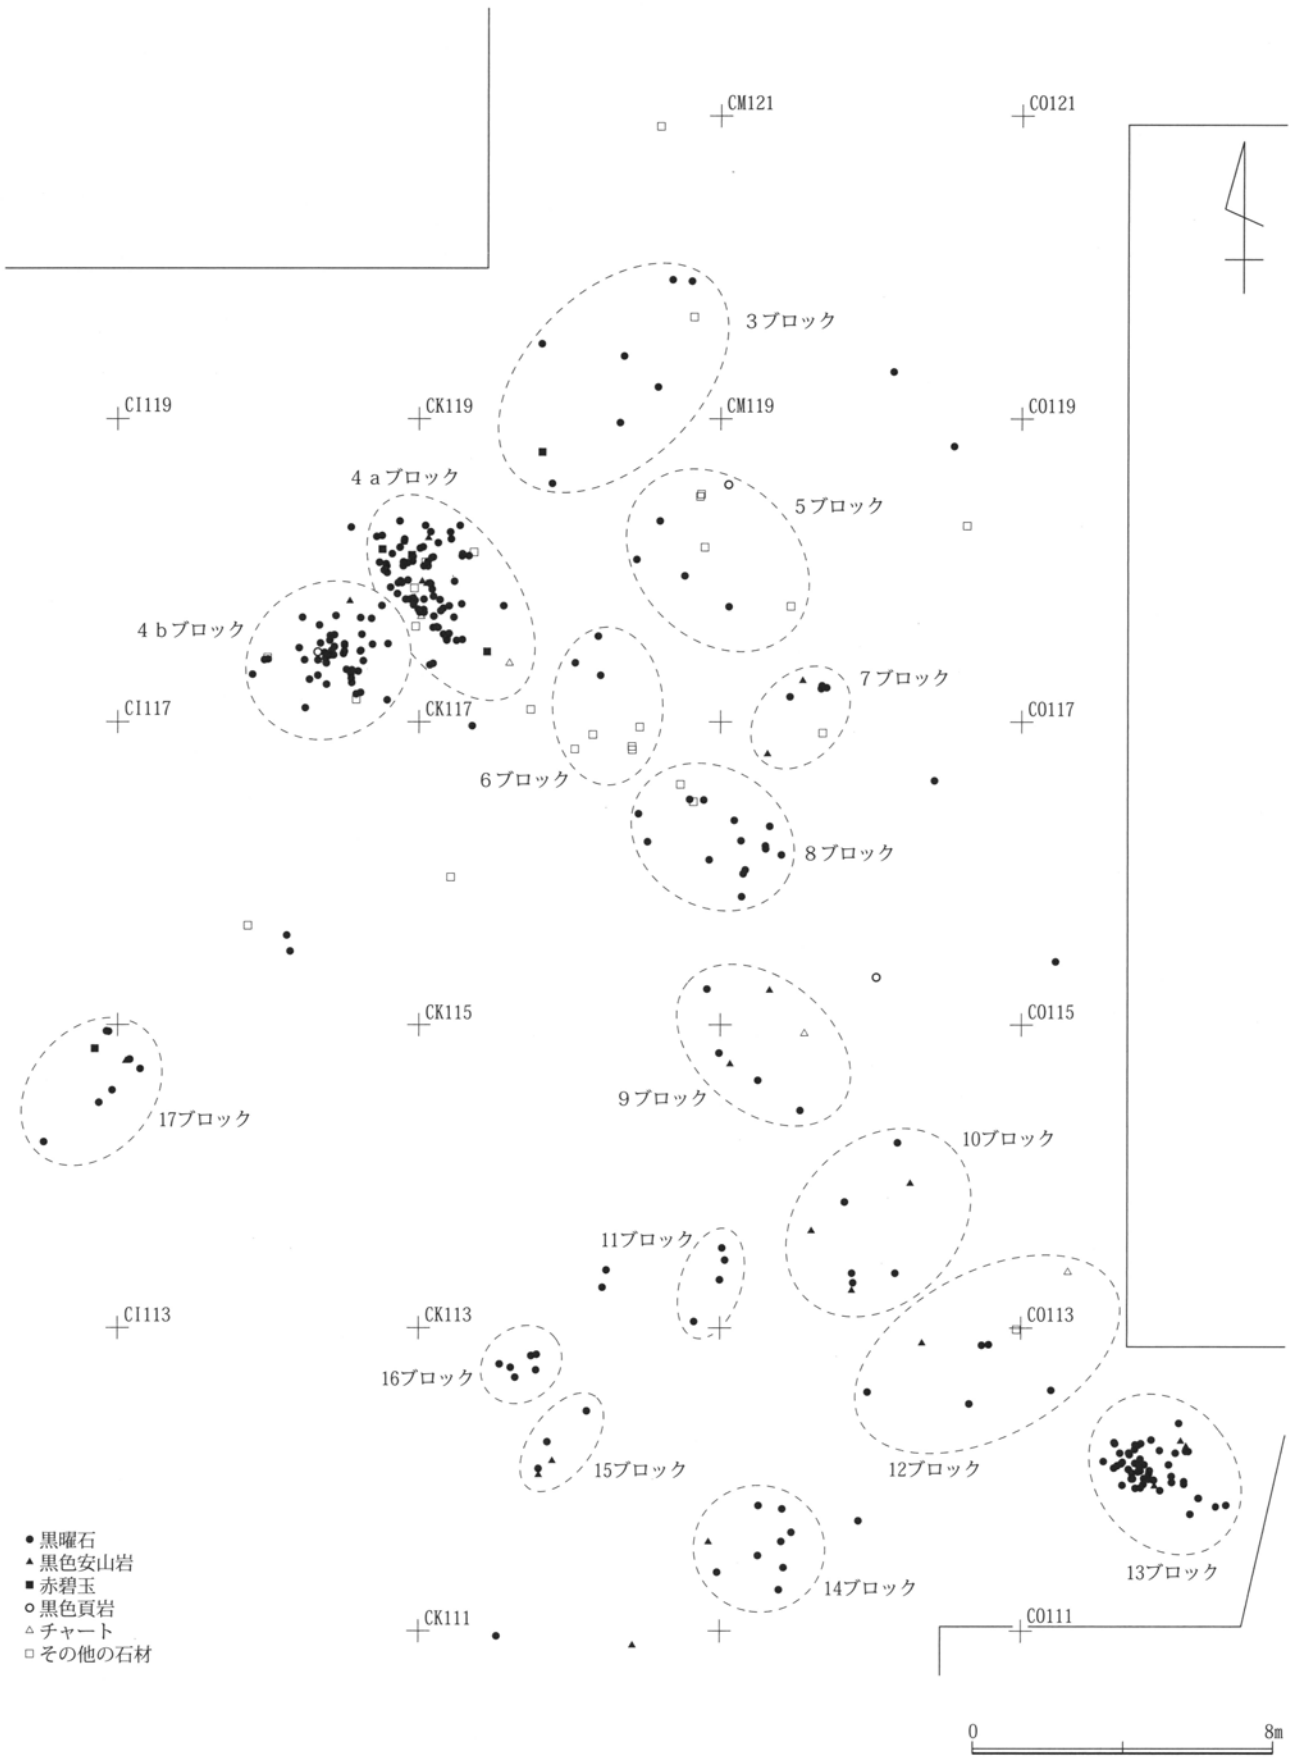 CM121
CO121
3ブロック
CI119
CK119
CM119
CO119
4aブロック
5ブロック
4bブロック
7ブロック
CI117
CK117
CO117
6ブロック
8ブロック
CK115
CO115
9ブロック
17ブロック
10ブロック
11ブロック
CI113
CK113
CO113
16ブロック
15ブロック
12ブロック
13ブロック
14ブロック
CK111
CO111
● 黒曜石
▲ 黒色安山岩
■ 赤碧玉
○ 黒色頁岩
△ チャート
□ その他の石材
0 8m